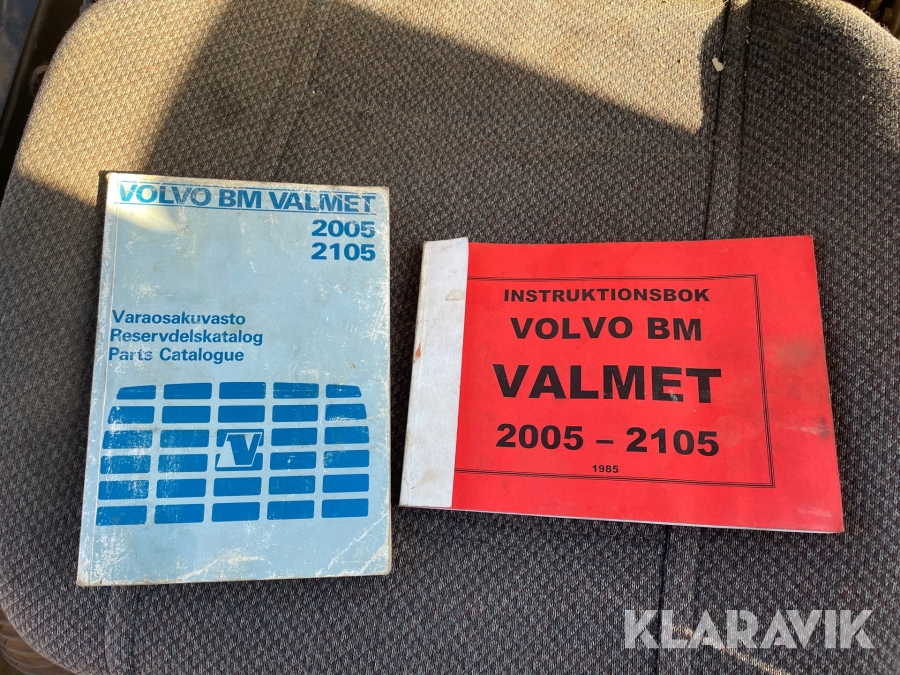 VOLVO BM VALMET
2005
2105
Varaosakuvasto
Reservdelskatalog
Parts Catalogue
V
INSTRUKTIONSBOK
VOLVO BM
VALMET
2005 – 2105
1985
KLARAVIK